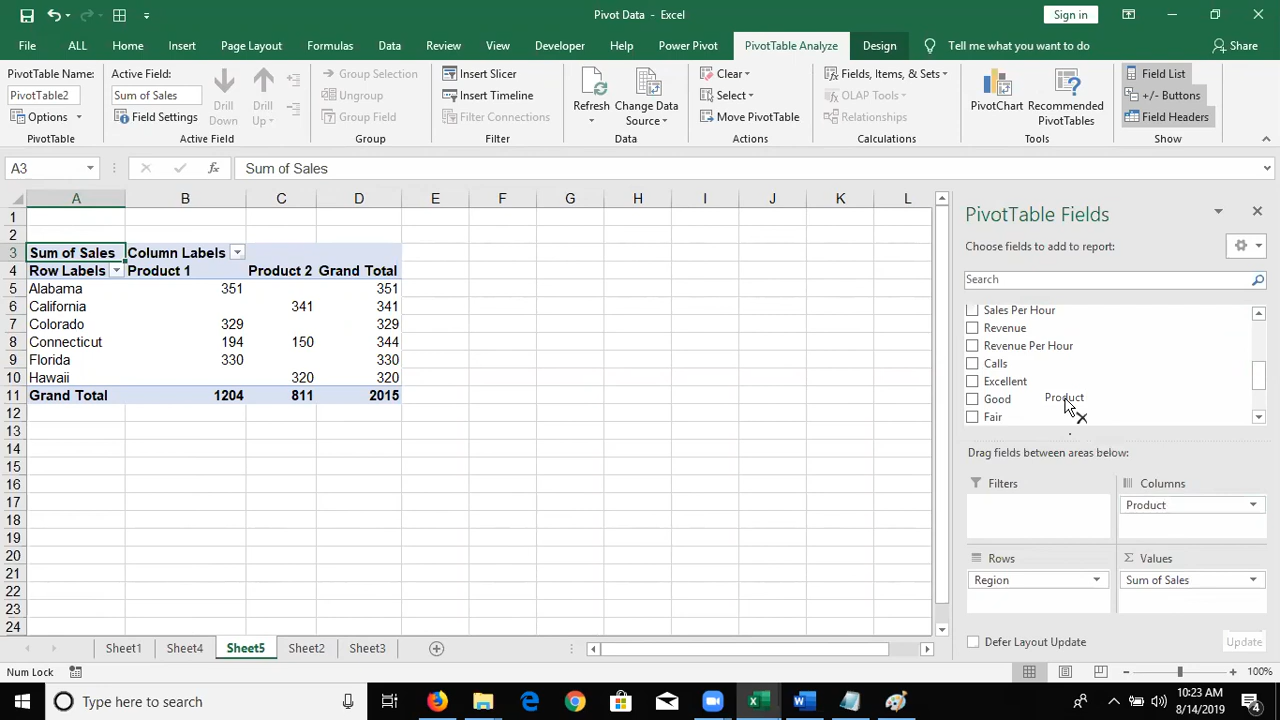 Pivot Data - Excel
Sign in
File ALL Home Insert Page Layout Formulas Data Review View Developer Help Power Pivot PivotTable Analyze Design Tell me what you want to do Share
PivotTable Name:
PivotTable2
Options
PivotTable
Active Field:
Sum of Sales
Field Settings
Drill Down
Drill Up
Active Field
Group Selection
Ungroup
Group Field
Group
Insert Slicer
Insert Timeline
Filter Connections
Filter
Refresh
Change Data Source
Data
Clear
Select
Move PivotTable
Actions
Fields, Items, & Sets
OLAP Tools
Relationships
Calculations
PivotChart
Recommended PivotTables
Tools
Field List
+/- Buttons
Field Headers
Show
A3 fx Sum of Sales
A B C D E F G H I J K L
1
2
3 Sum of Sales Column Labels
4 Row Labels Product 1 Product 2 Grand Total
5 Alabama 351 351
6 California 341 341
7 Colorado 329 329
8 Connecticut 194 150 344
9 Florida 330 330
10 Hawaii 320 320
11 Grand Total 1204 811 2015
12
13
14
15
16
17
18
19
20
21
22
23
24
PivotTable Fields
Choose fields to add to report:
Search
Sales Per Hour
Revenue
Revenue Per Hour
Calls
Excellent
Good
Product
Fair
Drag fields between areas below:
Filters
Columns
Product
Rows
Σ Values
Region
Sum of Sales
Defer Layout Update
Update
Sheet1 Sheet4 Sheet5 Sheet2 Sheet3
Num Lock
100%
Type here to search
10:23 AM
8/14/2019